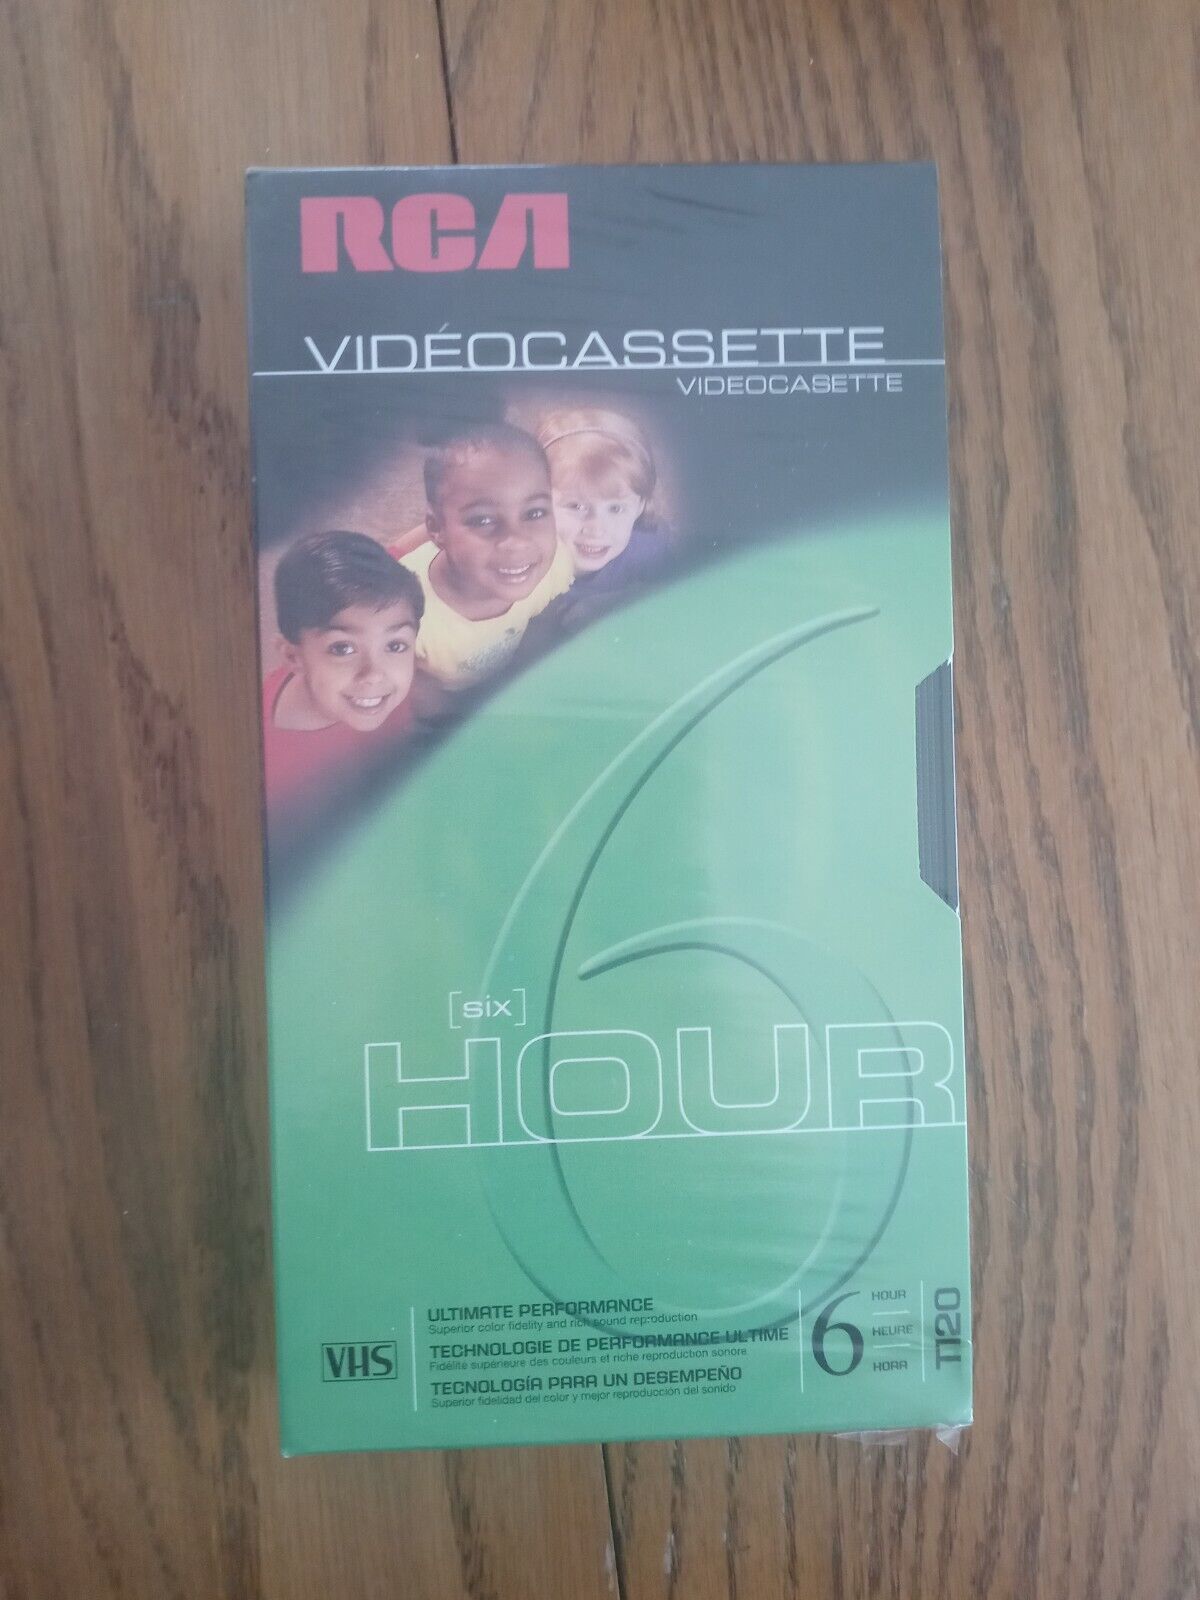 RCA
VIDÉOCASSETTE
VIDEOCASETTE
6
[six]
HOUR
VHS
ULTIMATE PERFORMANCE
Superior color fidelity and rich sound reproduction
TECHNOLOGIE DE PERFORMANCE ULTIME
Fidélité supérieure des couleurs et riche reproduction sonore
TECNOLOGÍA PARA UN DESEMPEÑO
Superior fidelidad del color y mejor reproducción del sonido
6
HOUR
HEURE
HORA
T120